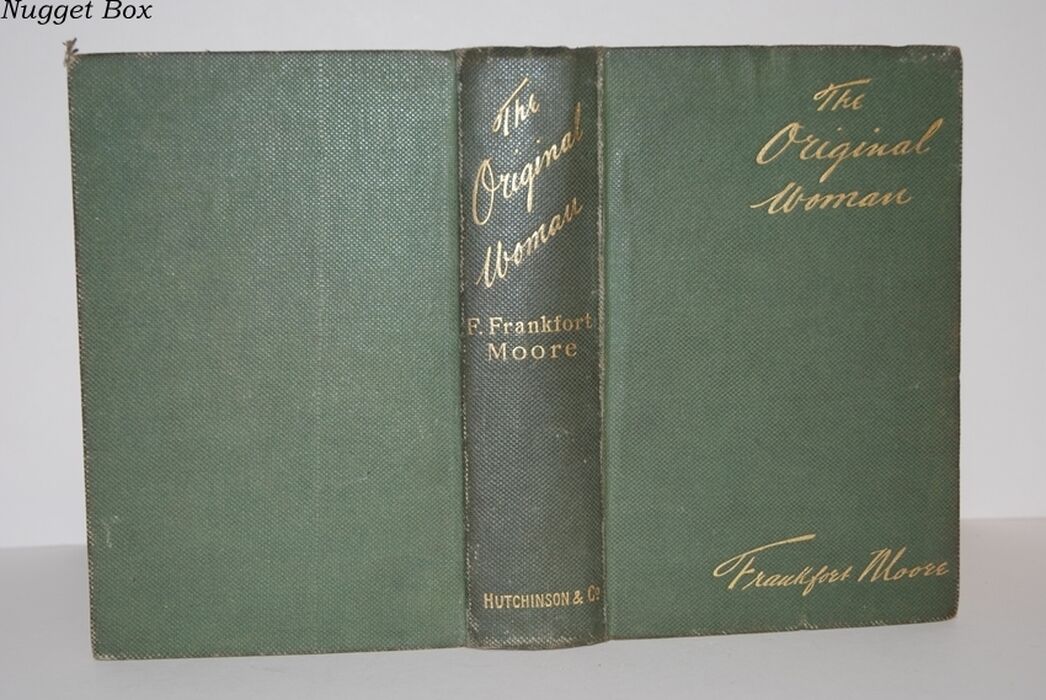 Nugget Box
The
Original
Woman
F. Frankfort
Moore
HUTCHINSON & Co
The
Original
Woman
Frankfort Moore